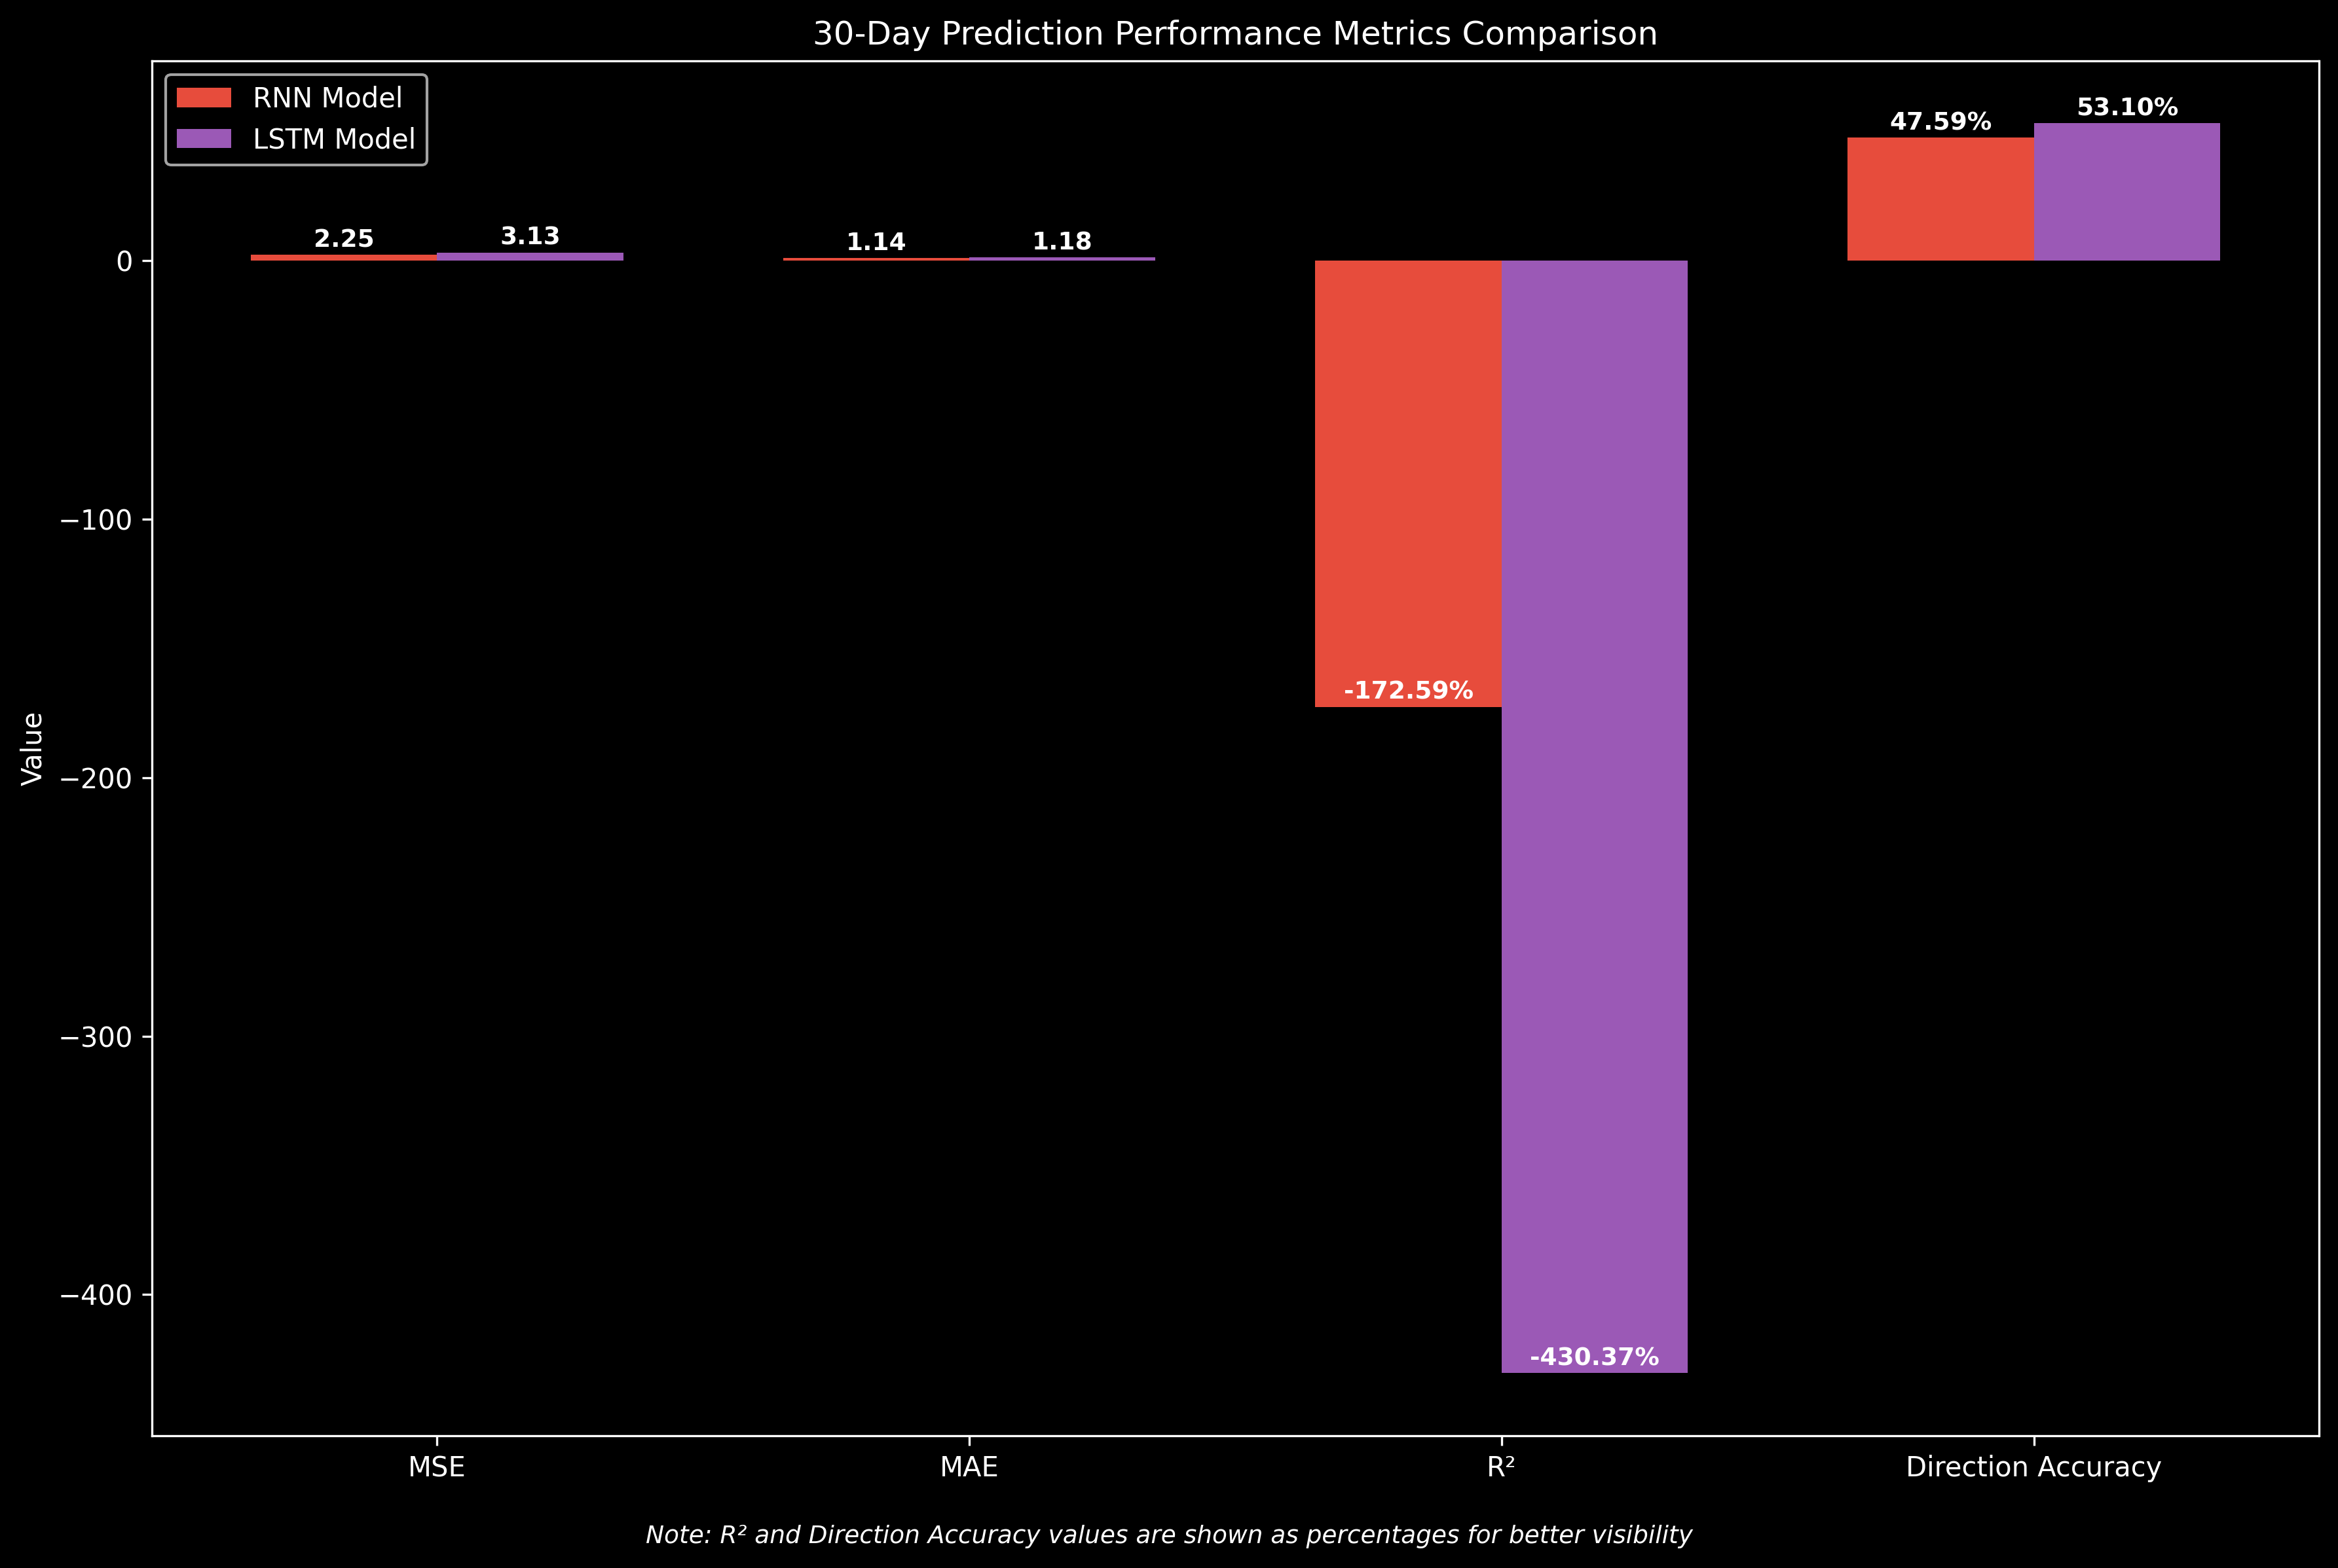 30-Day Prediction Performance Metrics Comparison
RNN Model
LSTM Model
47.59%
53.10%
2.25
3.13
1.14
1.18
0
−100
−200
−300
−400
Value
-172.59%
-430.37%
MSE
MAE
R²
Direction Accuracy
Note: R² and Direction Accuracy values are shown as percentages for better visibility